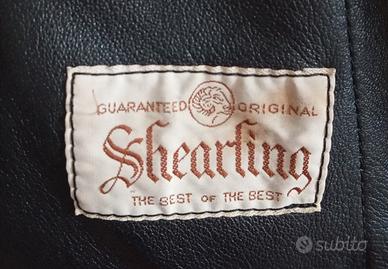 GUARANTEED ORIGINAL
Shearling
THE BEST OF THE BEST
subito